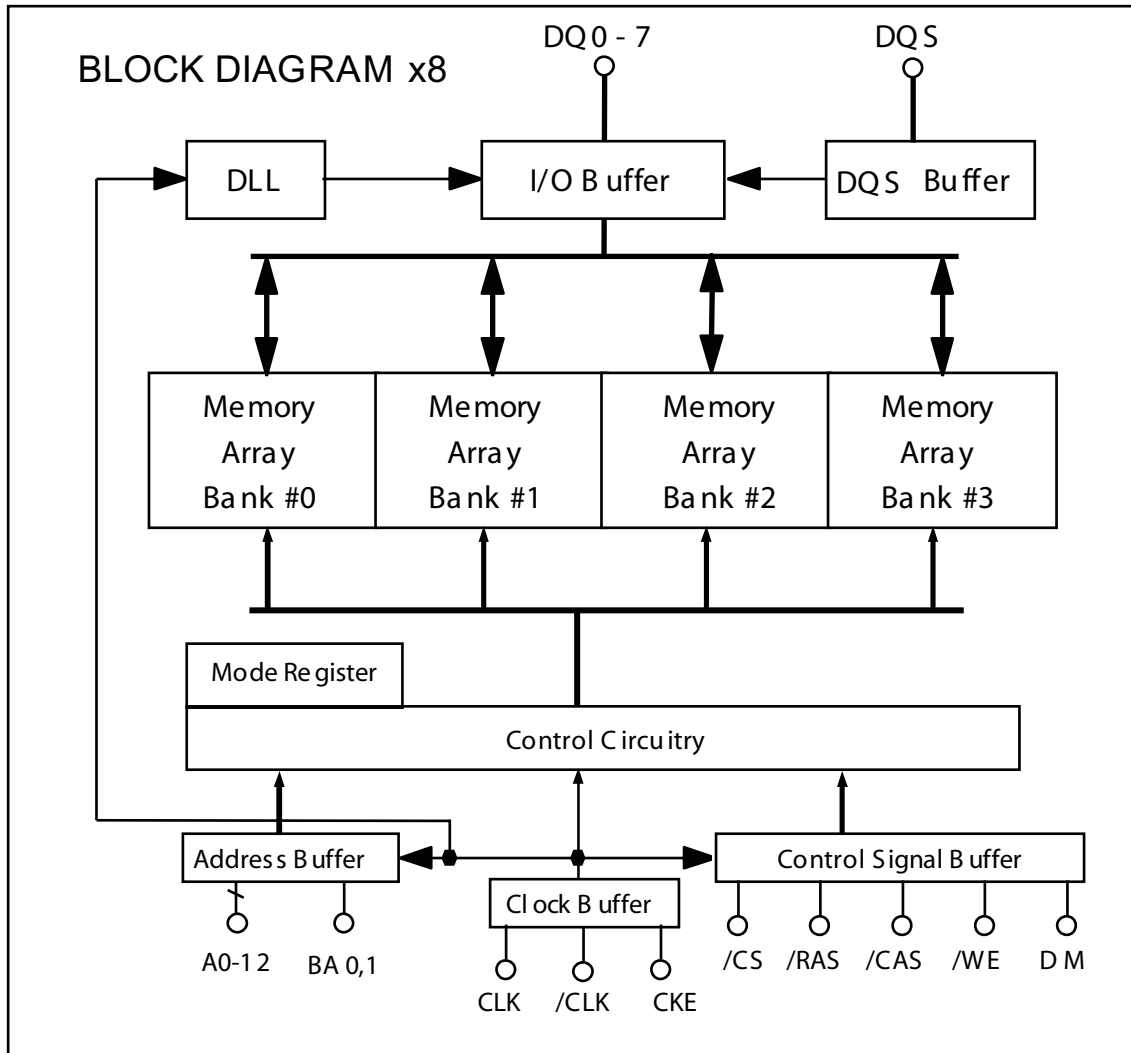 BLOCK DIAGRAM x8
DQ0 - 7
DQS
DLL
I/O Buffer
DQS Buffer
Memory
Array
Bank #0
Memory
Array
Bank #1
Memory
Array
Bank #2
Memory
Array
Bank #3
Mode Register
Control Circuitry
Address Buffer
Clock Buffer
Control Signal Buffer
A0-12
BA 0,1
CLK
/CLK
CKE
/CS
/RAS
/CAS
/WE
DM